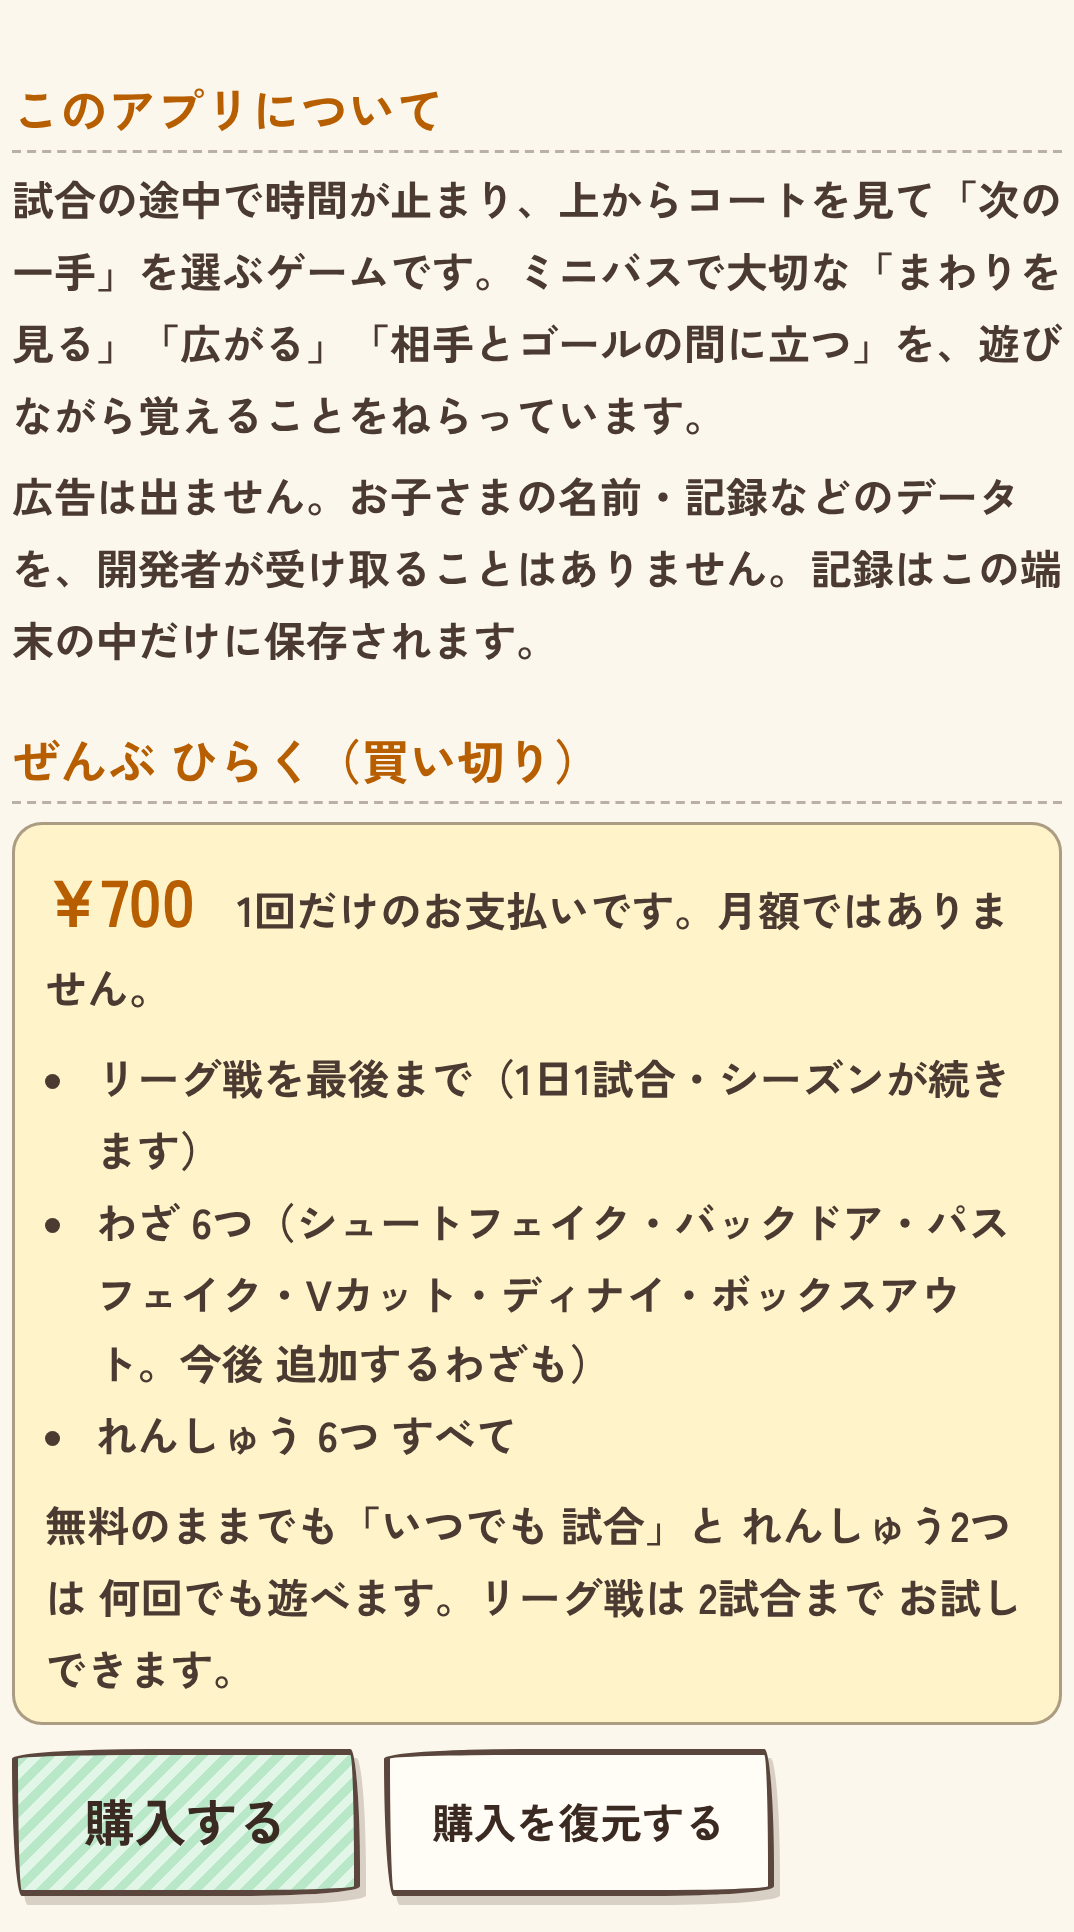 このアプリについて
試合の途中で時間が止まり、上からコートを見て「次の
一手」を選ぶゲームです。ミニバスで大切な「まわりを
見る」「広がる」「相手とゴールの間に立つ」を、遊び
ながら覚えることをねらっています。
広告は出ません。お子さまの名前・記録などのデータ
を、開発者が受け取ることはありません。記録はこの端
末の中だけに保存されます。
ぜんぶ ひらく（買い切り）
¥700 1回だけのお支払いです。月額ではありま
せん。
• リーグ戦を最後まで（1日1試合・シーズンが続き
ます）
• わざ 6つ（シュートフェイク・バックドア・パス
フェイク・Vカット・ディナイ・ボックスアウ
ト。今後 追加するわざも）
• れんしゅう 6つ すべて
無料のままでも「いつでも 試合」と れんしゅう2つ
は 何回でも遊べます。リーグ戦は 2試合まで お試し
できます。
購入する
購入を復元する